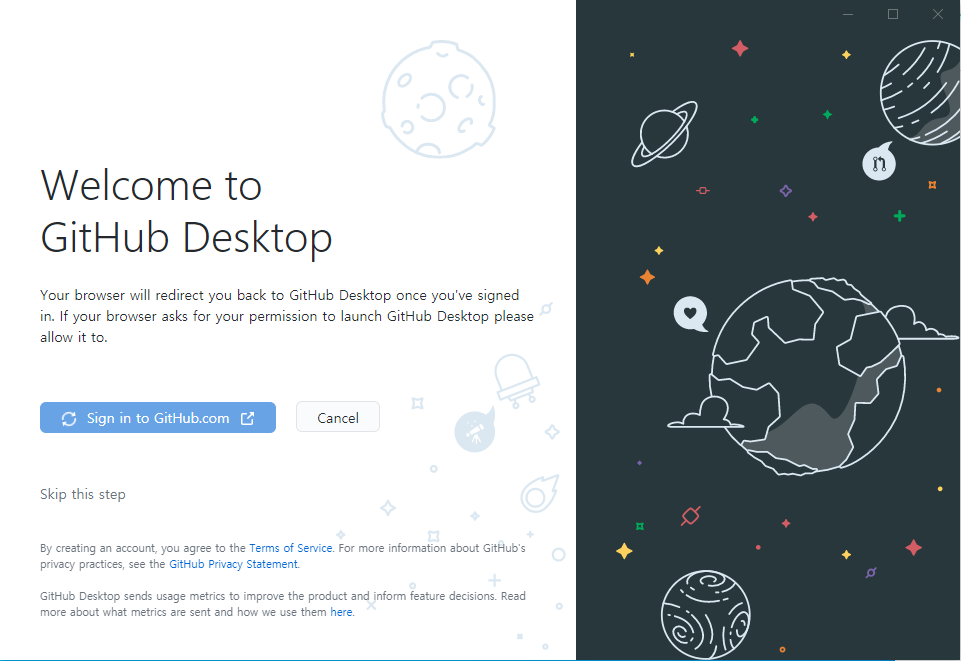 Welcome to
GitHub Desktop
Your browser will redirect you back to GitHub Desktop once you've signed
in. If your browser asks for your permission to launch GitHub Desktop please
allow it to.
Sign in to GitHub.com
Cancel
Skip this step
By creating an account, you agree to the Terms of Service. For more information about GitHub's
privacy practices, see the GitHub Privacy Statement.
GitHub Desktop sends usage metrics to improve the product and inform feature decisions. Read
more about what metrics are sent and how we use them here.